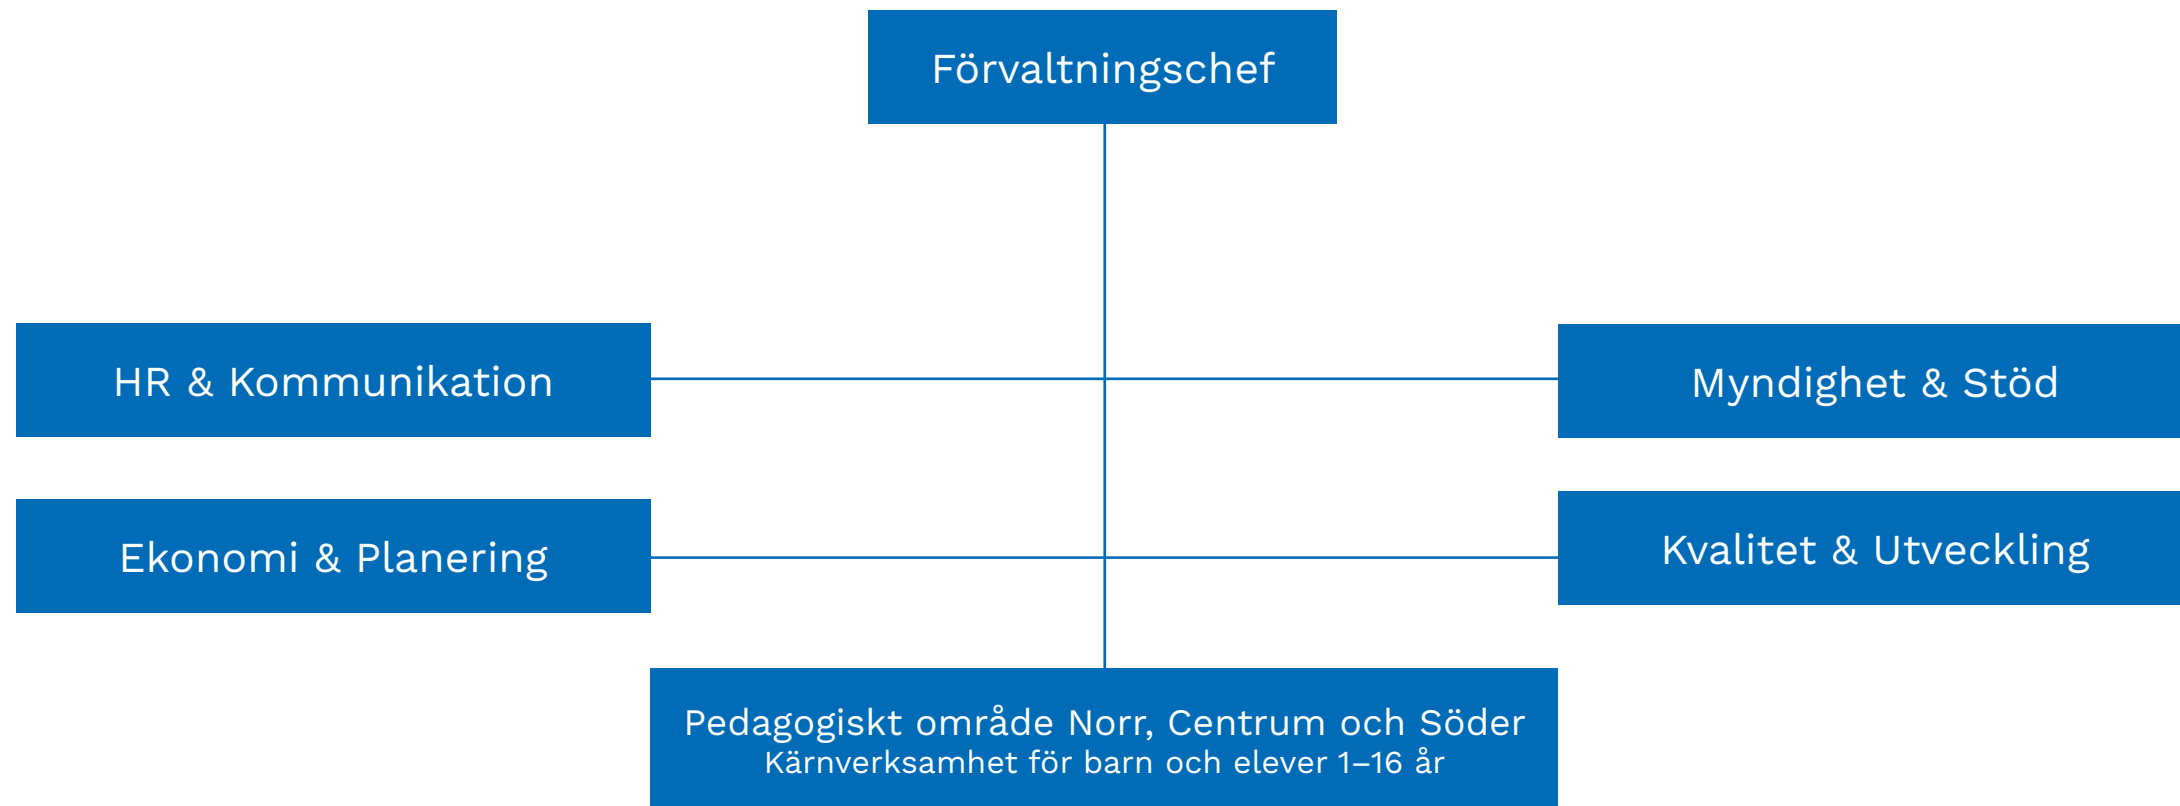 Förvaltningschef
HR & Kommunikation
Myndighet & Stöd
Ekonomi & Planering
Kvalitet & Utveckling
Pedagogiskt område Norr, Centrum och Söder
Kärnverksamhet för barn och elever 1–16 år